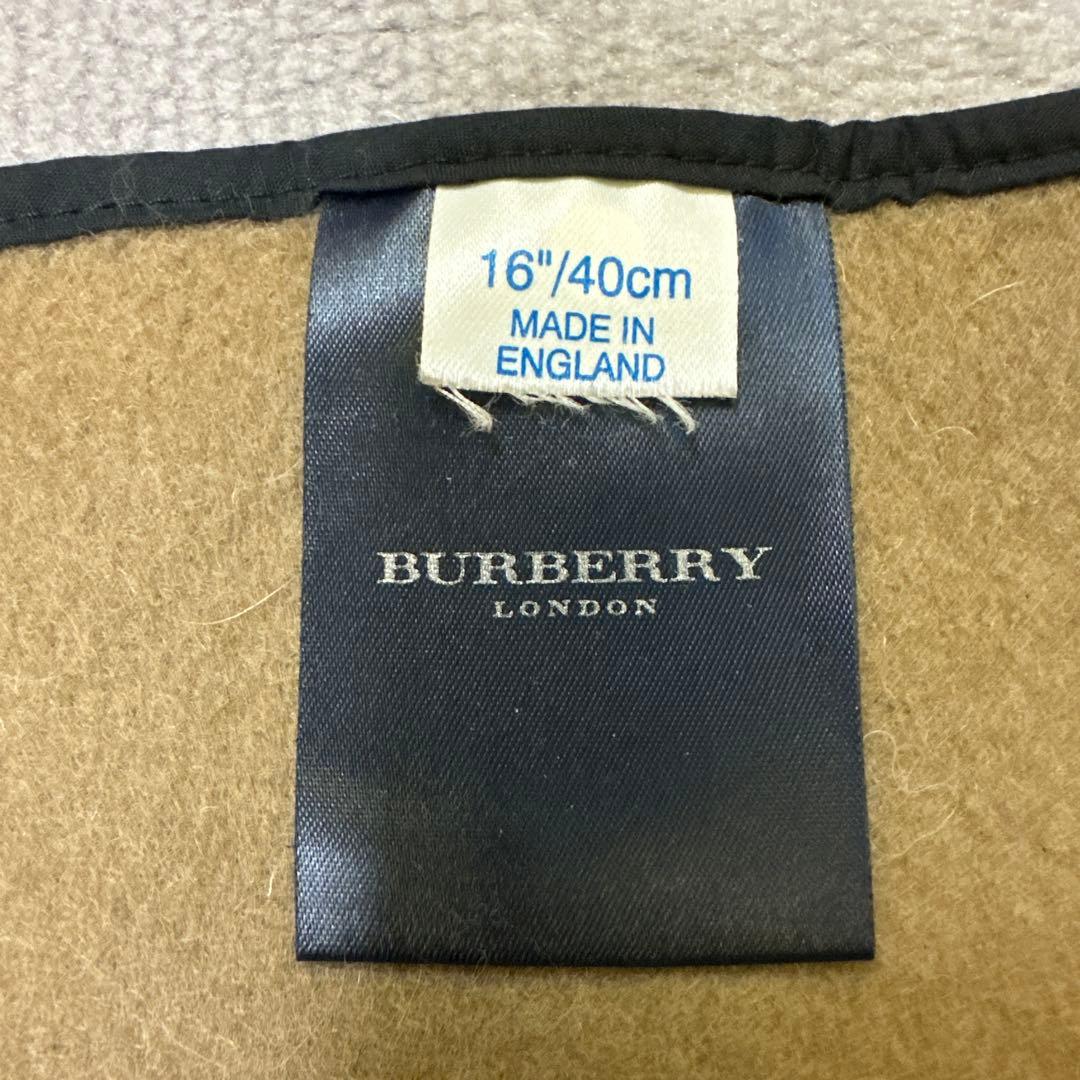 16"/40cm
MADE IN
ENGLAND
BURBERRY
LONDON